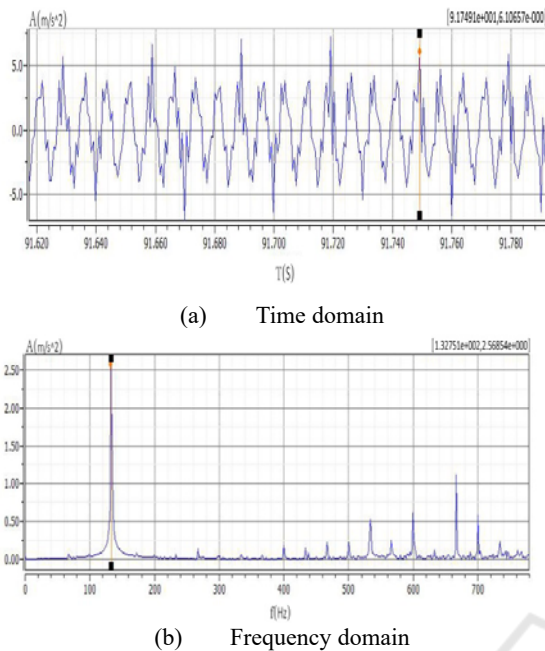 A(m/s^2) [9.17491e+001,6.10657e-000]
5.0
0.0
-5.0
91.620 91.640 91.660 91.680 91.700 91.720 91.740 91.760 91.780
T(S)
(a) Time domain
A(m/s^2) [1.32751e+002,2.56854e+000]
2.50
2.00
1.50
1.00
0.50
0.00
0 100 200 300 400 500 600 700
f(Hz)
(b) Frequency domain